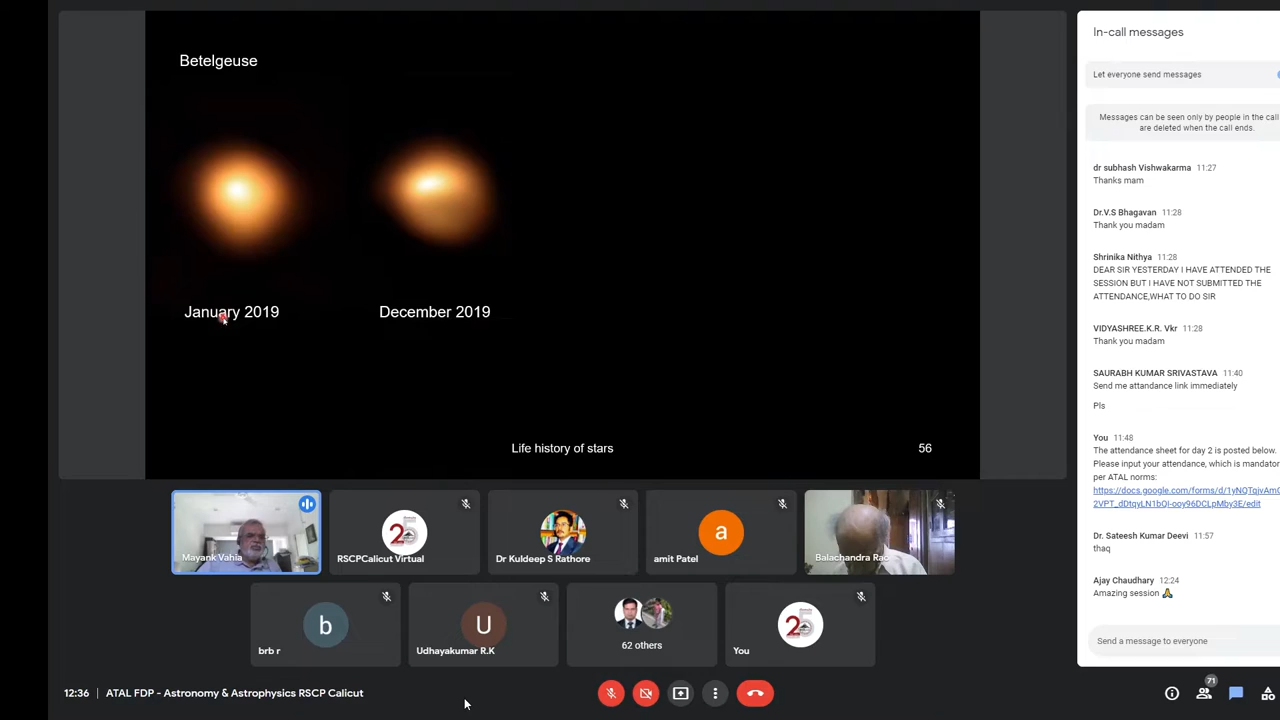 Betelgeuse
January 2019
December 2019
Life history of stars
56
In-call messages
Let everyone send messages
Messages can be seen only by people in the call
are deleted when the call ends.
dr subhash Vishwakarma 11:27
Thanks mam
Dr.V.S Bhagavan 11:28
Thank you madam
Shrinika Nithya 11:28
DEAR SIR YESTERDAY I HAVE ATTENDED THE
SESSION BUT I HAVE NOT SUBMITTED THE
ATTENDANCE,WHAT TO DO SIR
VIDYASHREE.K.R. Vkr 11:28
Thank you madam
SAURABH KUMAR SRIVASTAVA 11:40
Send me attandance link immediately
Pls
You 11:48
The attendance sheet for day 2 is posted below.
Please input your attendance, which is mandator
per ATAL norms:
Dr. Sateesh Kumar Deevi 11:57
thaq
Ajay Chaudhary 12:24
Amazing session 🙏
Send a message to everyone
Mayank Vahia
25
RSCPCalicut Virtual
Dr Kuldeep S Rathore
a
amit Patel
Balachandra Rao
b
brb r
U
Udhayakumar R.K
62 others
25
You
12:36 | ATAL FDP - Astronomy & Astrophysics RSCP Calicut
71